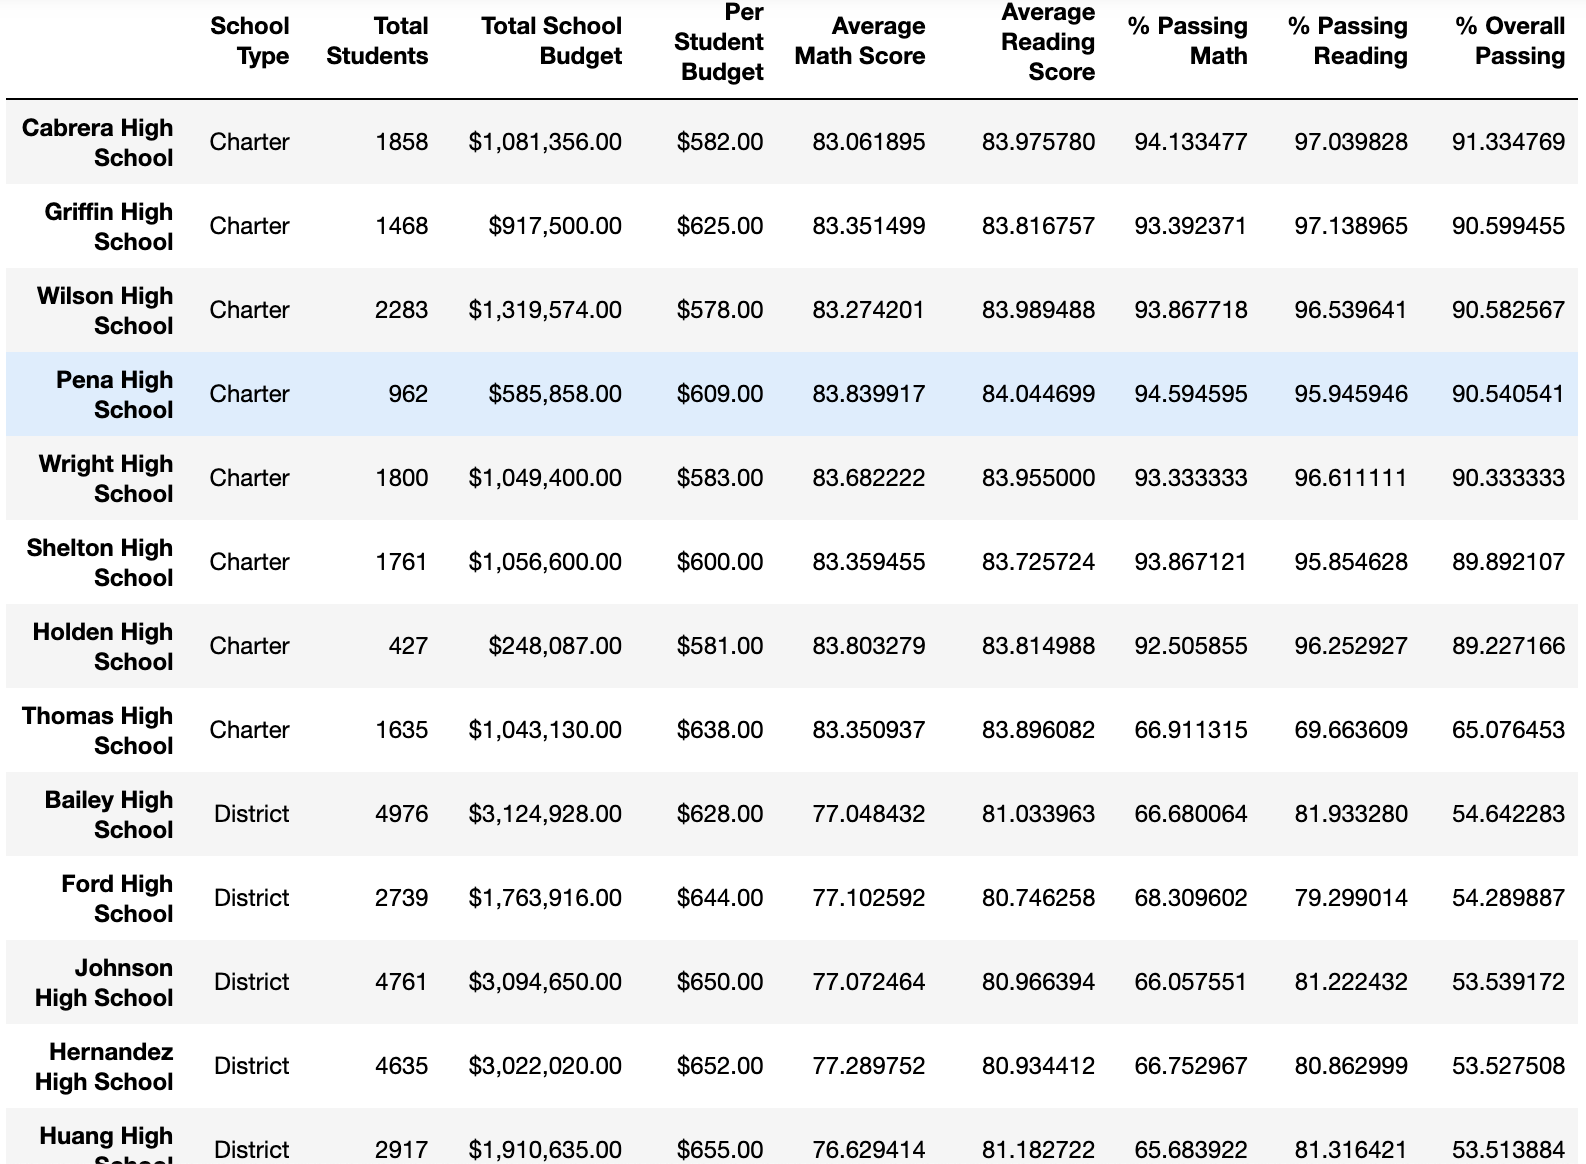 School Type Total Students Total School Budget Per Student Budget Average Math Score Average Reading Score % Passing Math % Passing Reading % Overall Passing
Cabrera High School Charter 1858 $1,081,356.00 $582.00 83.061895 83.975780 94.133477 97.039828 91.334769
Griffin High School Charter 1468 $917,500.00 $625.00 83.351499 83.816757 93.392371 97.138965 90.599455
Wilson High School Charter 2283 $1,319,574.00 $578.00 83.274201 83.989488 93.867718 96.539641 90.582567
Pena High School Charter 962 $585,858.00 $609.00 83.839917 84.044699 94.594595 95.945946 90.540541
Wright High School Charter 1800 $1,049,400.00 $583.00 83.682222 83.955000 93.333333 96.611111 90.333333
Shelton High School Charter 1761 $1,056,600.00 $600.00 83.359455 83.725724 93.867121 95.854628 89.892107
Holden High School Charter 427 $248,087.00 $581.00 83.803279 83.814988 92.505855 96.252927 89.227166
Thomas High School Charter 1635 $1,043,130.00 $638.00 83.350937 83.896082 66.911315 69.663609 65.076453
Bailey High School District 4976 $3,124,928.00 $628.00 77.048432 81.033963 66.680064 81.933280 54.642283
Ford High School District 2739 $1,763,916.00 $644.00 77.102592 80.746258 68.309602 79.299014 54.289887
Johnson High School District 4761 $3,094,650.00 $650.00 77.072464 80.966394 66.057551 81.222432 53.539172
Hernandez High School District 4635 $3,022,020.00 $652.00 77.289752 80.934412 66.752967 80.862999 53.527508
Huang High School District 2917 $1,910,635.00 $655.00 76.629414 81.182722 65.683922 81.316421 53.513884